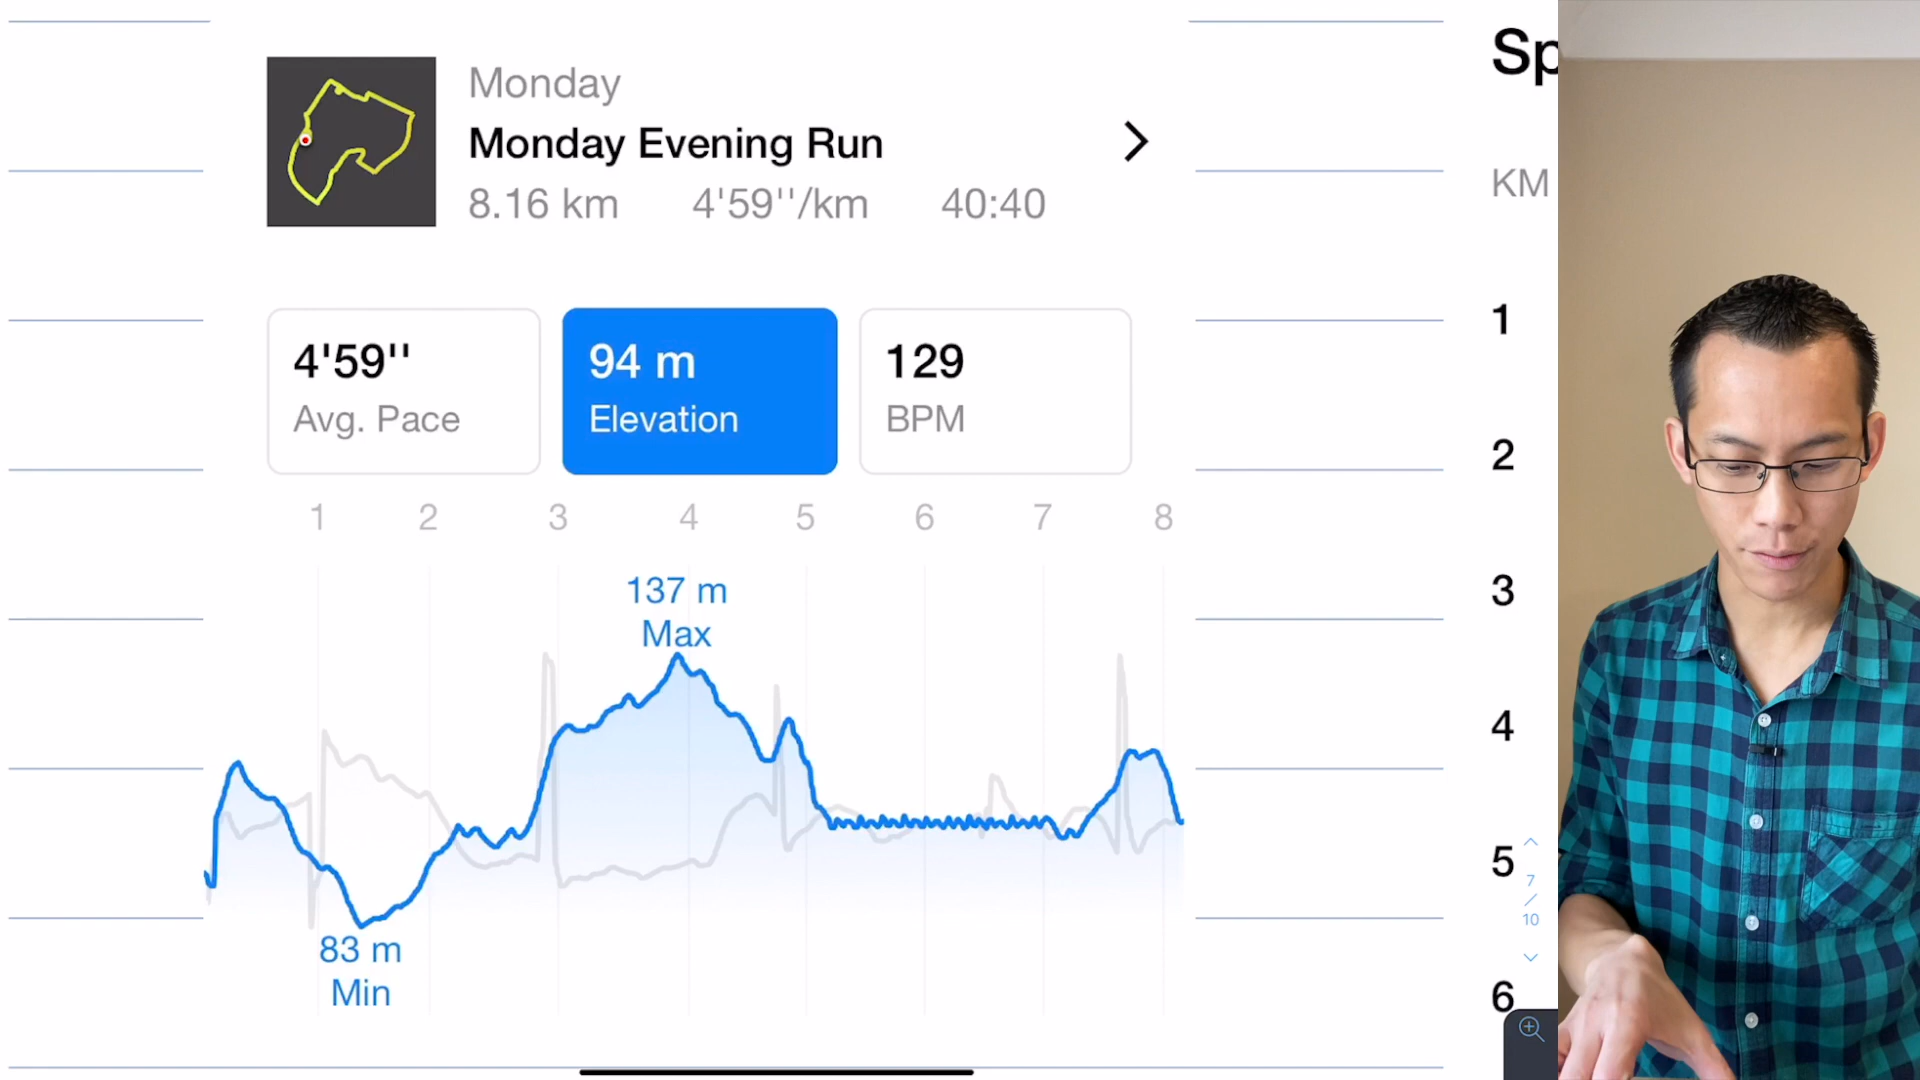 Monday
Monday Evening Run
8.16 km 4'59''/km 40:40
4'59'' 94 m 129
Avg. Pace Elevation BPM
1 2 3 4 5 6 7 8
137 m
Max
83 m
Min
Sp
KM
1
2
3
4
5
6
7
/
10